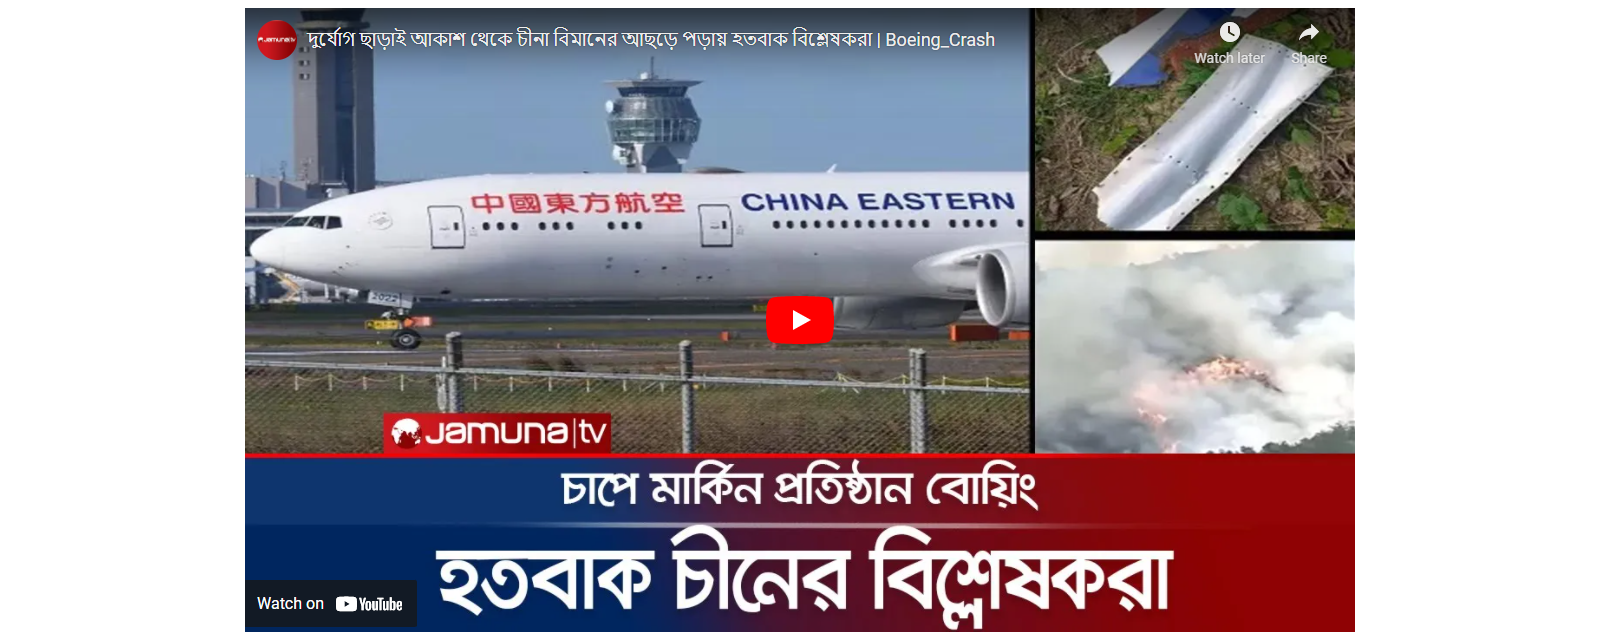 দুর্যোগ ছাড়াই আকাশ থেকে চীনা বিমানের আছড়ে পড়ায় হতবাক বিশ্লেষকরা | Boeing_Crash
Watch later
Share
中國東方航空 CHINA EASTERN
2022
Jamuna|tv
চাপে মার্কিন প্রতিষ্ঠান বোয়িং
হতবাক চীনের বিশ্লেষকরা
Watch on YouTube